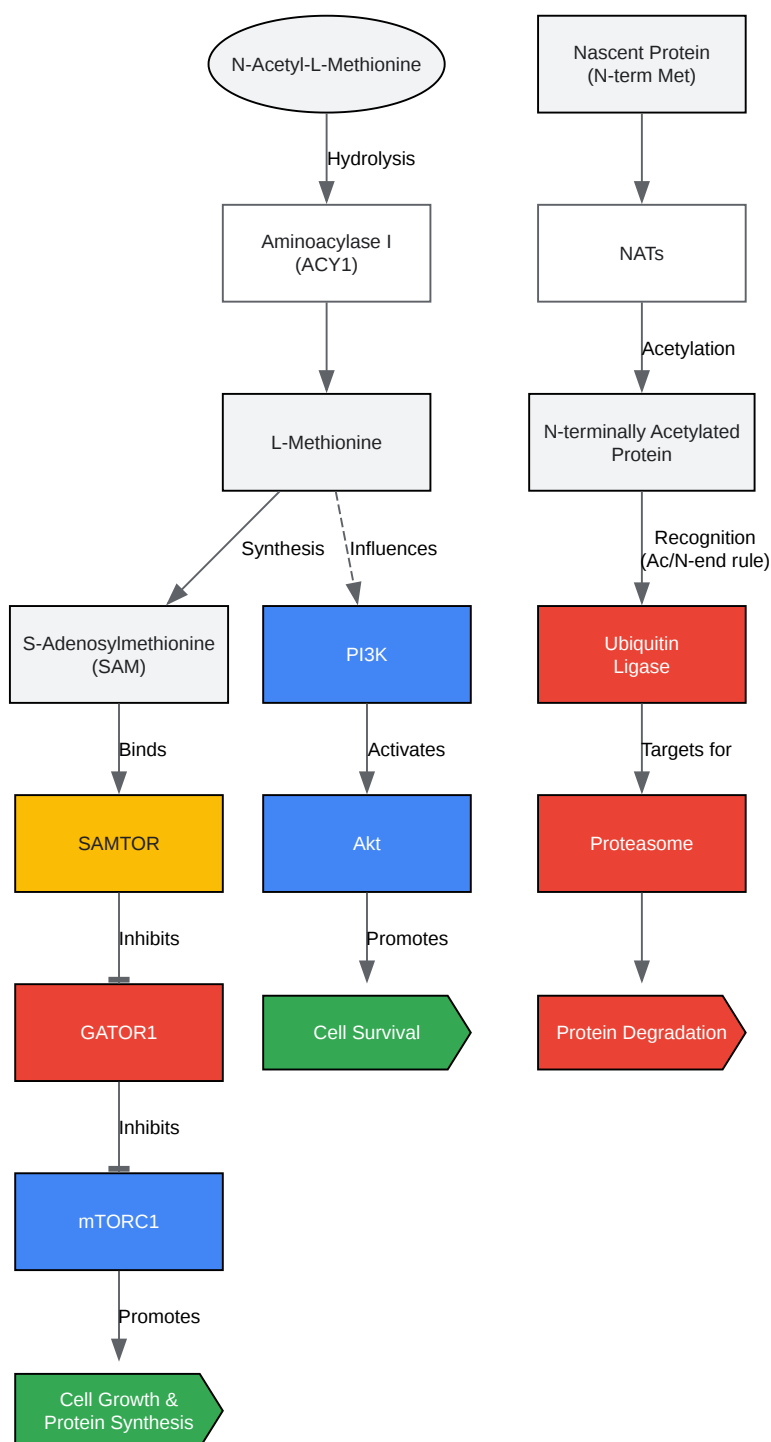 N-Acetyl-L-Methionine
Hydrolysis
Aminoacylase I
(ACY1)
L-Methionine
Synthesis
Influences
S-Adenosylmethionine
(SAM)
Binds
SAMTOR
Inhibits
GATOR1
Inhibits
mTORC1
Promotes
Cell Growth &
Protein Synthesis
PI3K
Activates
Akt
Promotes
Cell Survival
Nascent Protein
(N-term Met)
NATs
Acetylation
N-terminally Acetylated
Protein
Recognition
(Ac/N-end rule)
Ubiquitin
Ligase
Targets for
Proteasome
Protein Degradation